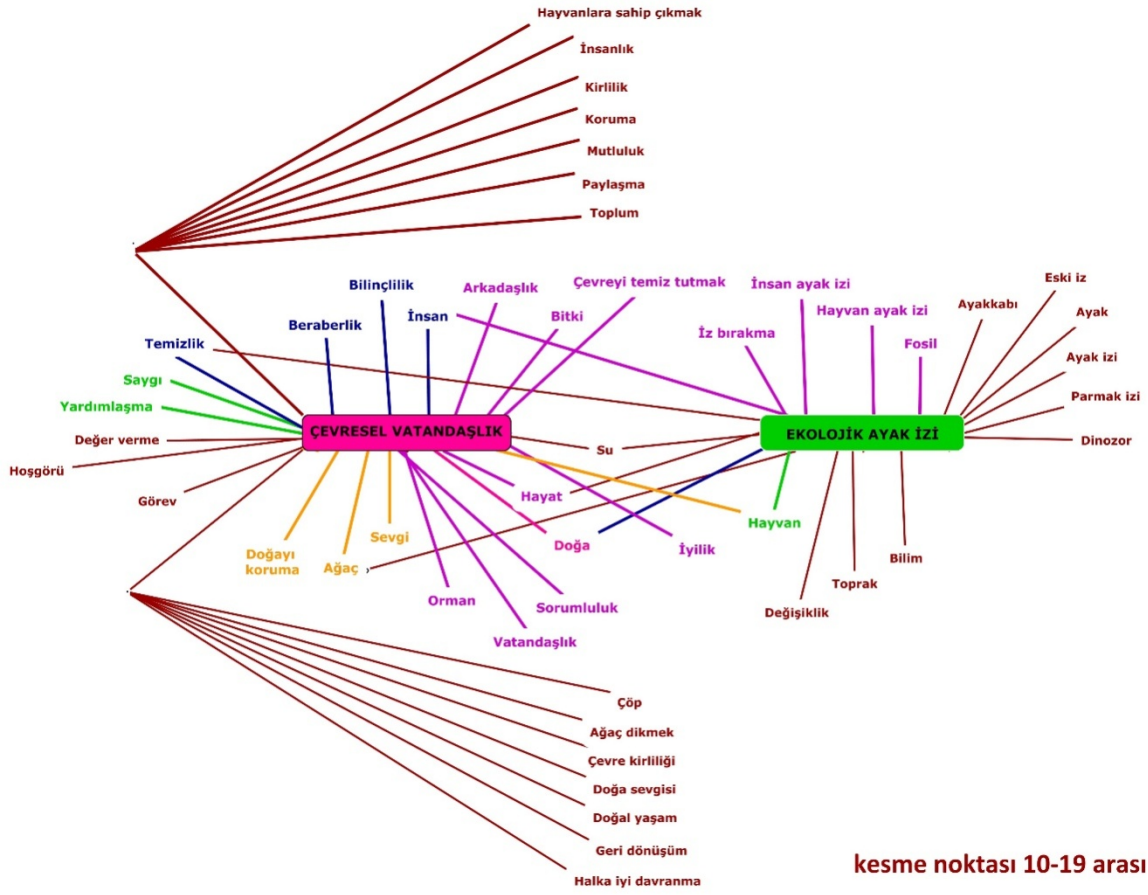 Hayvanlara sahip çıkmak
İnsanlık
Kirlilik
Koruma
Mutluluk
Paylaşma
Toplum
Bilinçlilik
Arkadaşlık
Çevreyi temiz tutmak
İnsan ayak izi
Eski iz
Beraberlik
İnsan
Bitki
Hayvan ayak izi
Ayakkabı
Ayak
Temizlik
İz bırakma
Fosil
Ayak izi
Saygı
Yardımlaşma
Parmak izi
ÇEVRESEL VATANDAŞLIK
EKOLOJİK AYAK İZİ
Değer verme
Dinozor
Su
Hoşgörü
Görev
Hayat
Hayvan
Sevgi
Doğa
İyilik
Doğayı
koruma
Ağaç
Bilim
Toprak
Orman
Sorumluluk
Değişiklik
Vatandaşlık
Çöp
Ağaç dikmek
Çevre kirliliği
Doğa sevgisi
Doğal yaşam
Geri dönüşüm
Halka iyi davranma
kesme noktası 10-19 arası